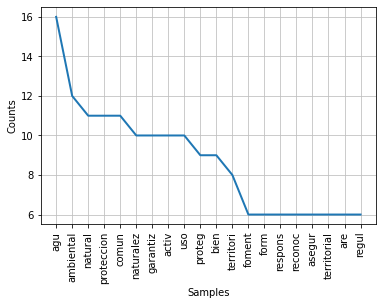 16
14
12
10
8
6
Counts
agu
ambiental
natural
proteccion
comun
naturalez
garantiz
activ
uso
proteg
bien
territori
foment
form
respons
reconoc
asegur
territorial
are
regul
Samples